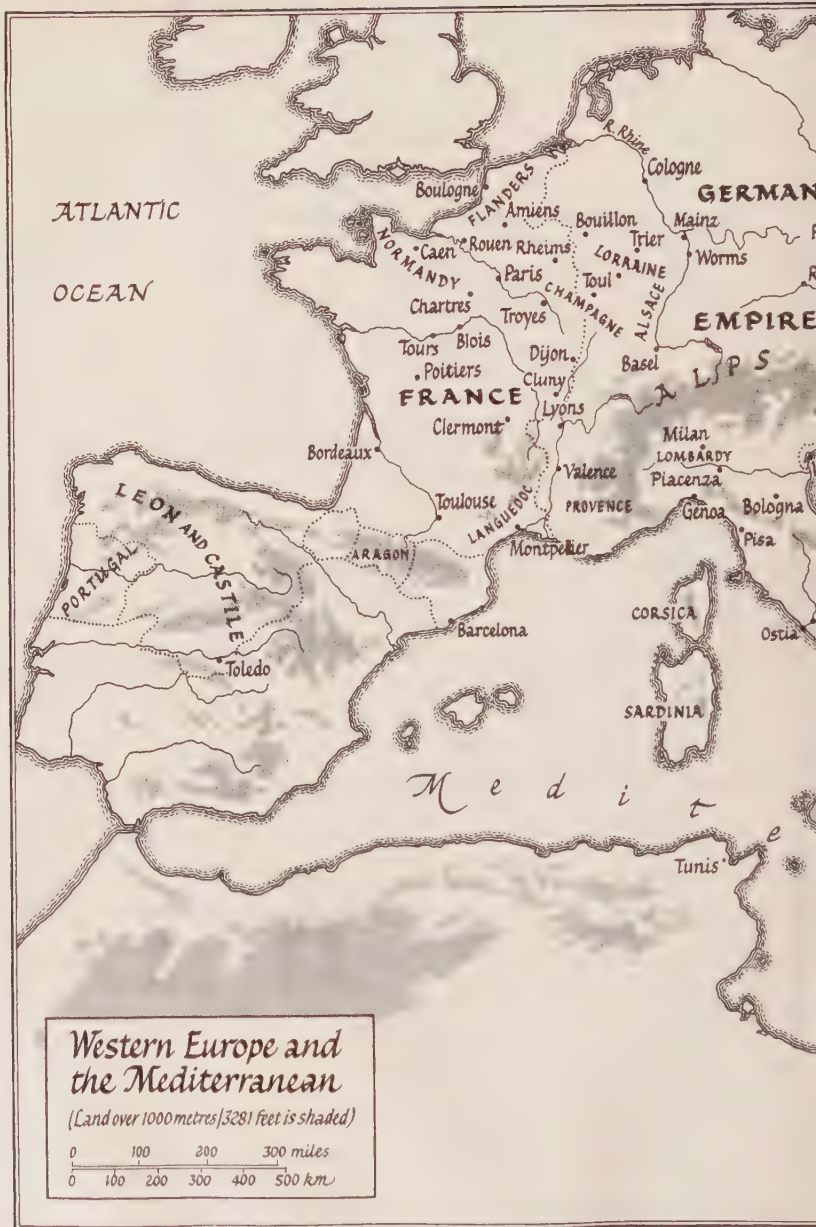 ATLANTIC
OCEAN
R. Rhine
Cologne
Boulogne
FLANDERS
GERMAN
Amiens
Bouillon
Mainz
NORMANDY
Caen
Rouen
Rheims
Trier
LORRAINE
Worms
Paris
Toul
CHAMPAGNE
ALSACE
Chartres
Troyes
EMPIRE
Tours
Blois
Dijon
Basel
Poitiers
Cluny
ALPS
FRANCE
Lyons
Clermont
Milan
Bordeaux
LOMBARDY
Valence
Piacenza
LEON AND CASTILE
Toulouse
LANGUEDOC
PROVENCE
Genoa
Bologna
ARAGON
Montpelier
Pisa
PORTUGAL
CORSICA
Barcelona
Ostia
Toledo
SARDINIA
Medite
Tunis
Western Europe and
the Mediterranean
(Land over 1000 metres/3281 feet is shaded)
0 100 200 300 miles
0 100 200 300 400 500 km